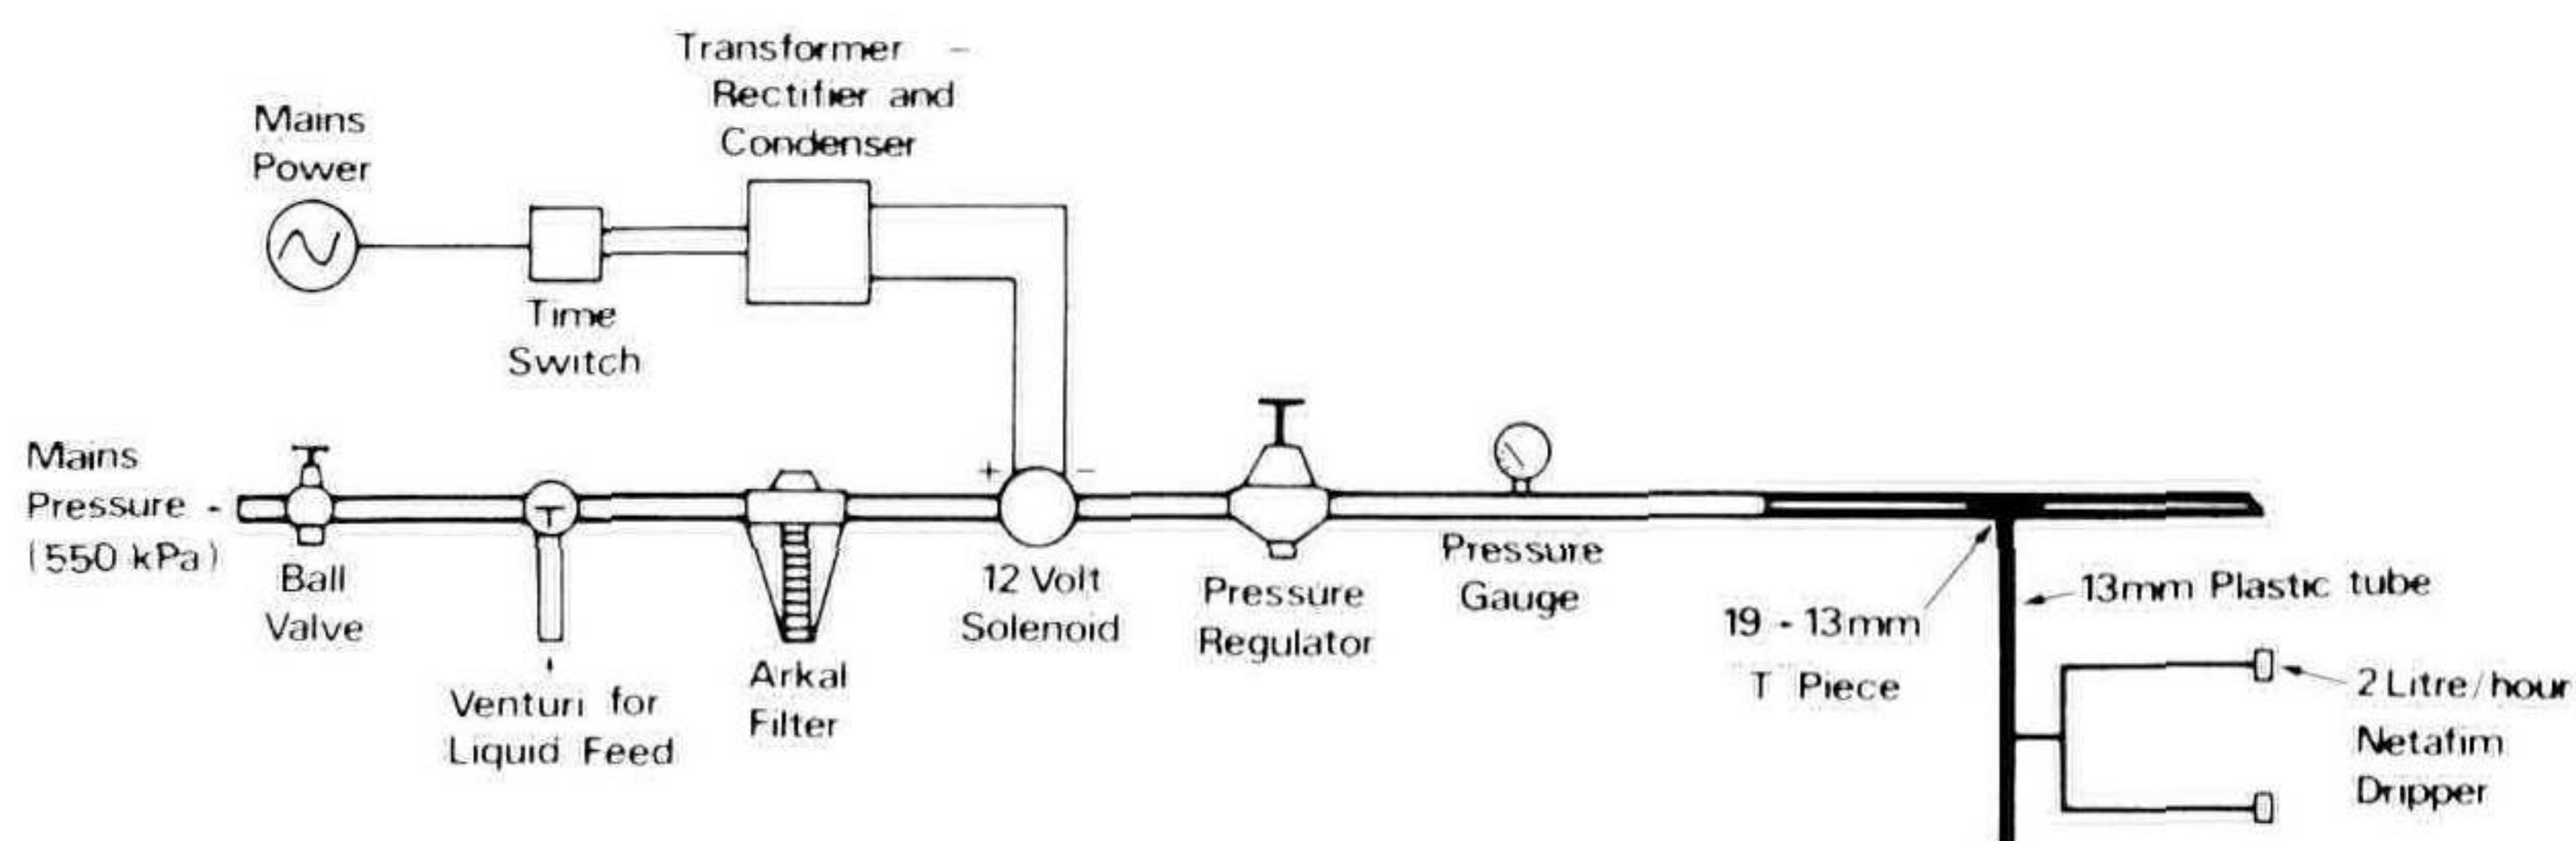 Transformer –
Rectifier and
Condenser
Mains
Power
Time
Switch
Mains
Pressure -
(550 kPa)
Ball
Valve
Venturi for
Liquid Feed
Arkal
Filter
+
–
12 Volt
Solenoid
Pressure
Regulator
Pressure
Gauge
19 - 13mm
T Piece
13mm Plastic tube
2 Litre/hour
Netafim
Dripper
T